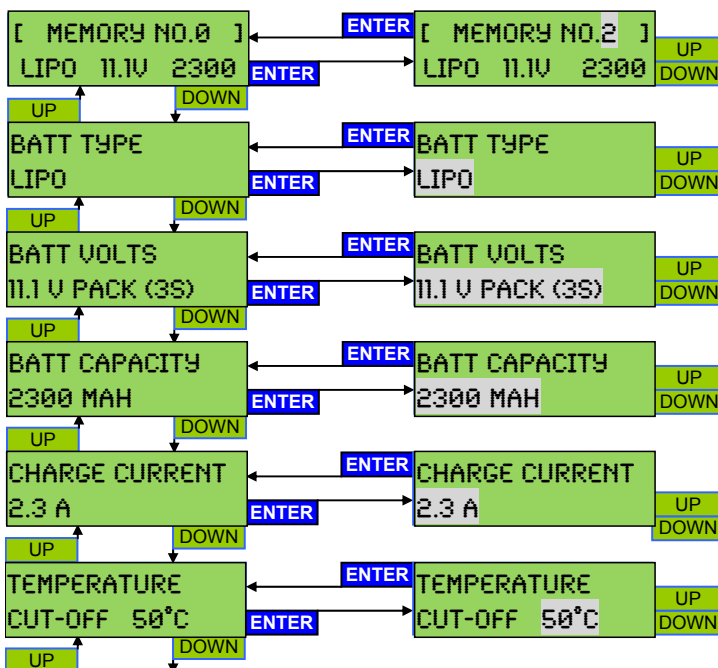 [ MEMORY NO.0 ]
LIPO 11.1V 2300
ENTER
ENTER
[ MEMORY NO.2 ]
LIPO 11.1V 2300
UP
DOWN
UP
DOWN
BATT TYPE
LIPO
ENTER
ENTER
BATT TYPE
LIPO
UP
DOWN
UP
DOWN
BATT VOLTS
11.1 V PACK (3S)
ENTER
ENTER
BATT VOLTS
11.1 V PACK (3S)
UP
DOWN
UP
DOWN
BATT CAPACITY
2300 MAH
ENTER
ENTER
BATT CAPACITY
2300 MAH
UP
DOWN
UP
DOWN
CHARGE CURRENT
2.3 A
ENTER
ENTER
CHARGE CURRENT
2.3 A
UP
DOWN
UP
DOWN
TEMPERATURE
CUT-OFF 50°C
ENTER
ENTER
TEMPERATURE
CUT-OFF 50°C
UP
DOWN
UP
DOWN